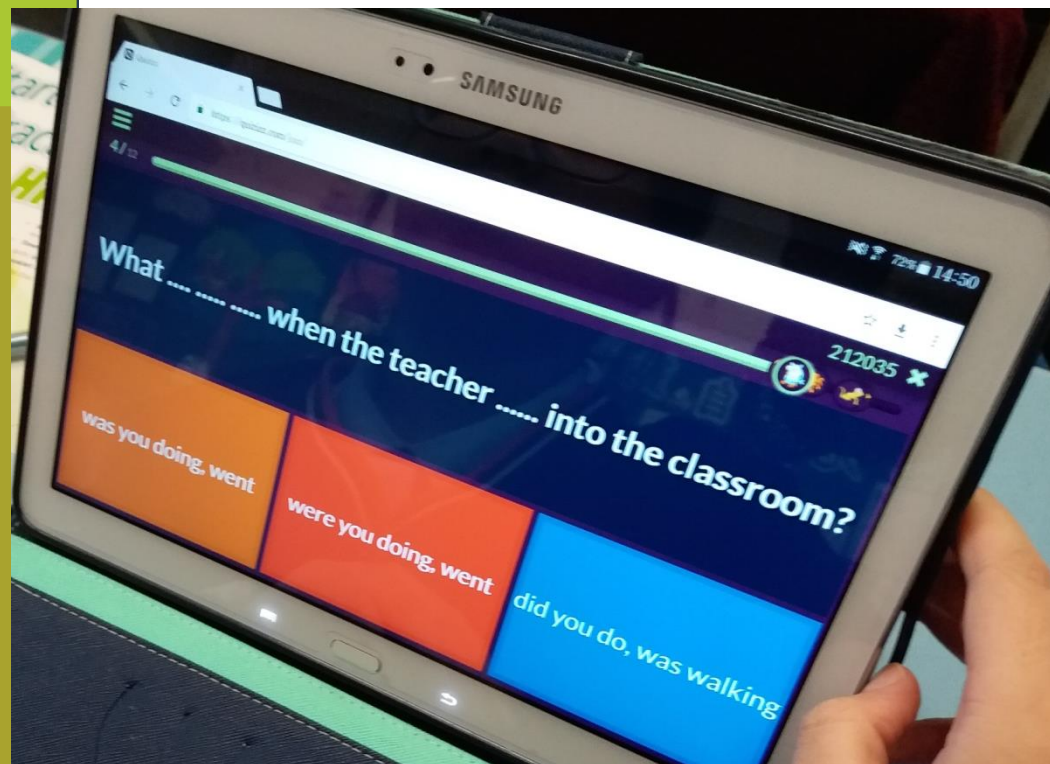 SAMSUNG
72% 14:50
4/12
212035
What .... ..... ..... when the teacher ...... into the classroom?
was you doing, went
were you doing, went
did you do, was walking